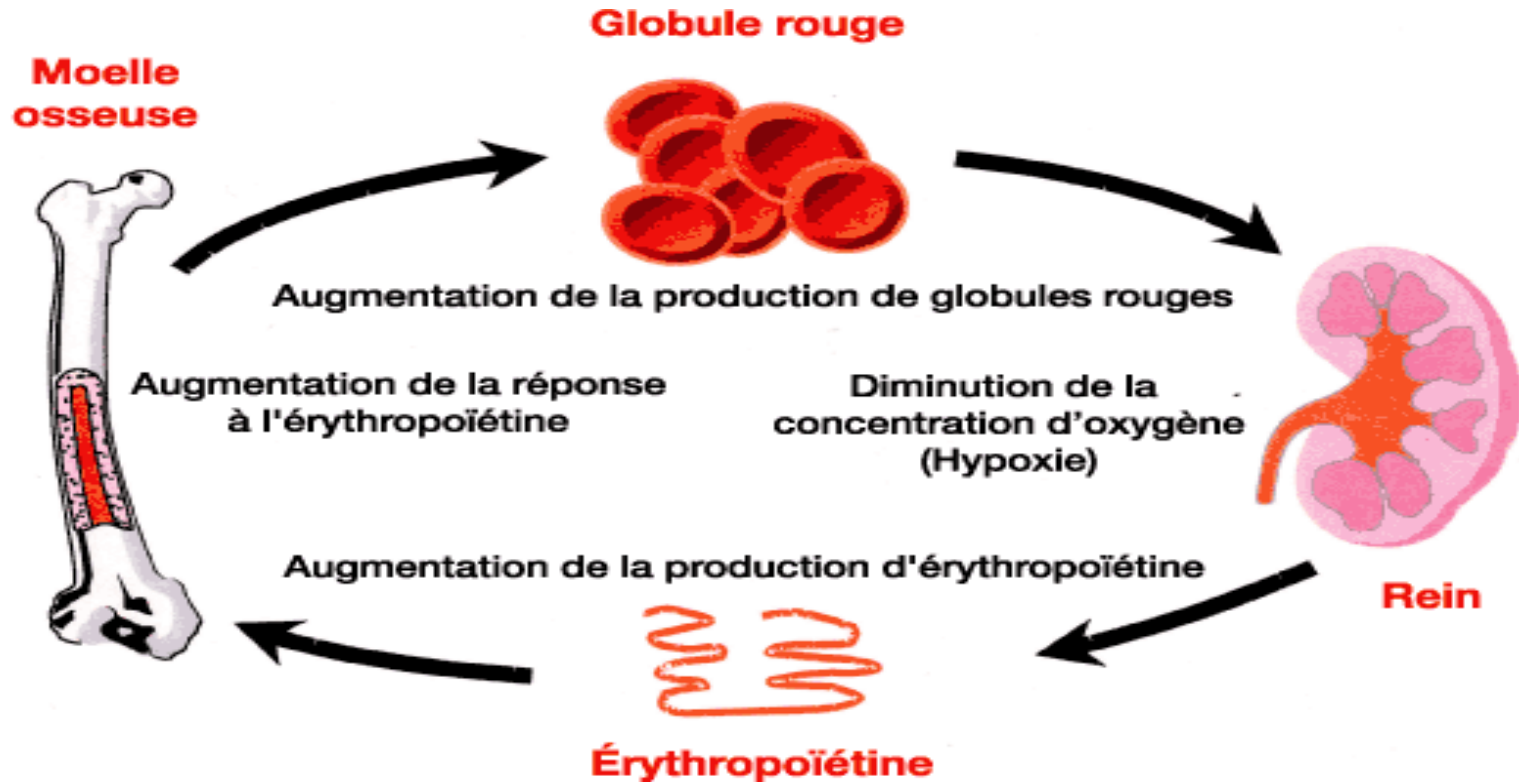 Globule rouge
Moelle
osseuse
Augmentation de la production de globules rouges
Augmentation de la réponse
à l'érythropoïétine
Diminution de la
concentration d'oxygène
(Hypoxie)
Augmentation de la production d'érythropoïétine
Rein
Érythropoïétine